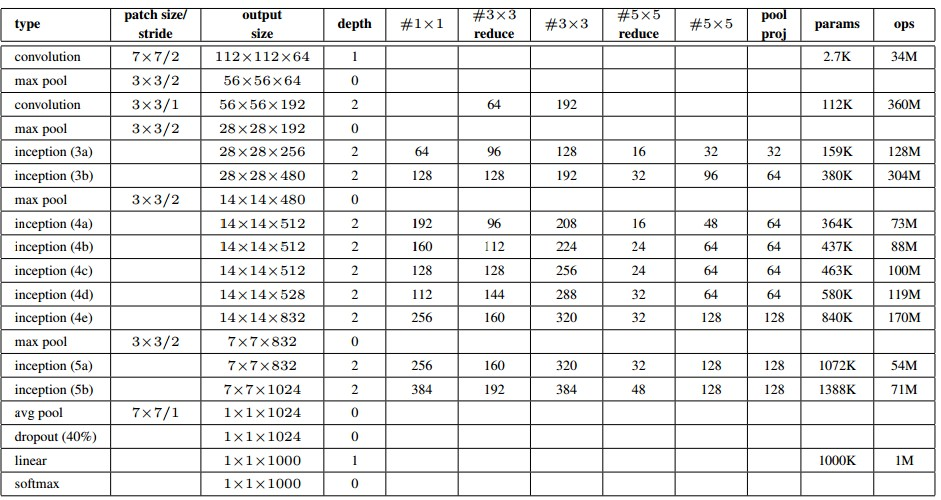 type patch size/ stride output size depth #1×1 #3×3 reduce #3×3 #5×5 reduce #5×5 pool proj params ops
convolution 7×7/2 112×112×64 1 2.7K 34M
max pool 3×3/2 56×56×64 0
convolution 3×3/1 56×56×192 2 64 192 112K 360M
max pool 3×3/2 28×28×192 0
inception (3a) 28×28×256 2 64 96 128 16 32 32 159K 128M
inception (3b) 28×28×480 2 128 128 192 32 96 64 380K 304M
max pool 3×3/2 14×14×480 0
inception (4a) 14×14×512 2 192 96 208 16 48 64 364K 73M
inception (4b) 14×14×512 2 160 112 224 24 64 64 437K 88M
inception (4c) 14×14×512 2 128 128 256 24 64 64 463K 100M
inception (4d) 14×14×528 2 112 144 288 32 64 64 580K 119M
inception (4e) 14×14×832 2 256 160 320 32 128 128 840K 170M
max pool 3×3/2 7×7×832 0
inception (5a) 7×7×832 2 256 160 320 32 128 128 1072K 54M
inception (5b) 7×7×1024 2 384 192 384 48 128 128 1388K 71M
avg pool 7×7/1 1×1×1024 0
dropout (40%) 1×1×1024 0
linear 1×1×1000 1 1000K 1M
softmax 1×1×1000 0